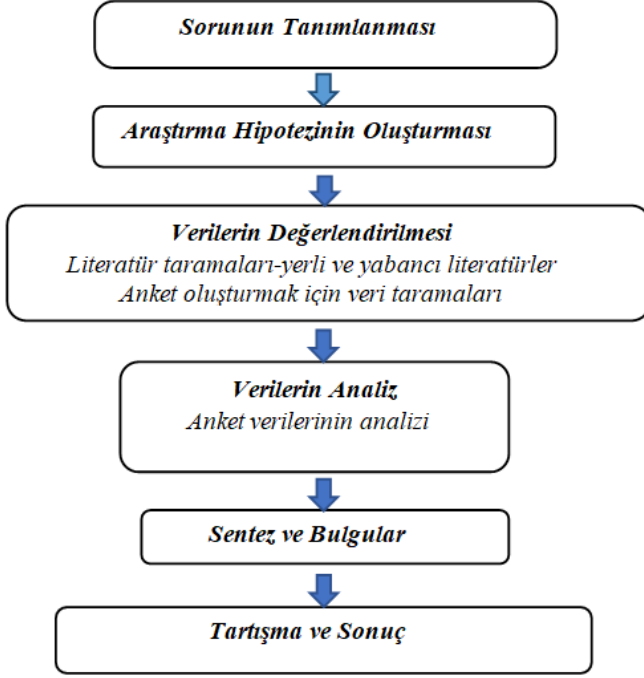 Sorunun Tanımlanması
Araştırma Hipotezinin Oluşturması
Verilerin Değerlendirilmesi
Literatür taramaları-yerli ve yabancı literatürler
Anket oluşturmak için veri taramaları
Verilerin Analiz
Anket verilerinin analizi
Sentez ve Bulgular
Tartışma ve Sonuç